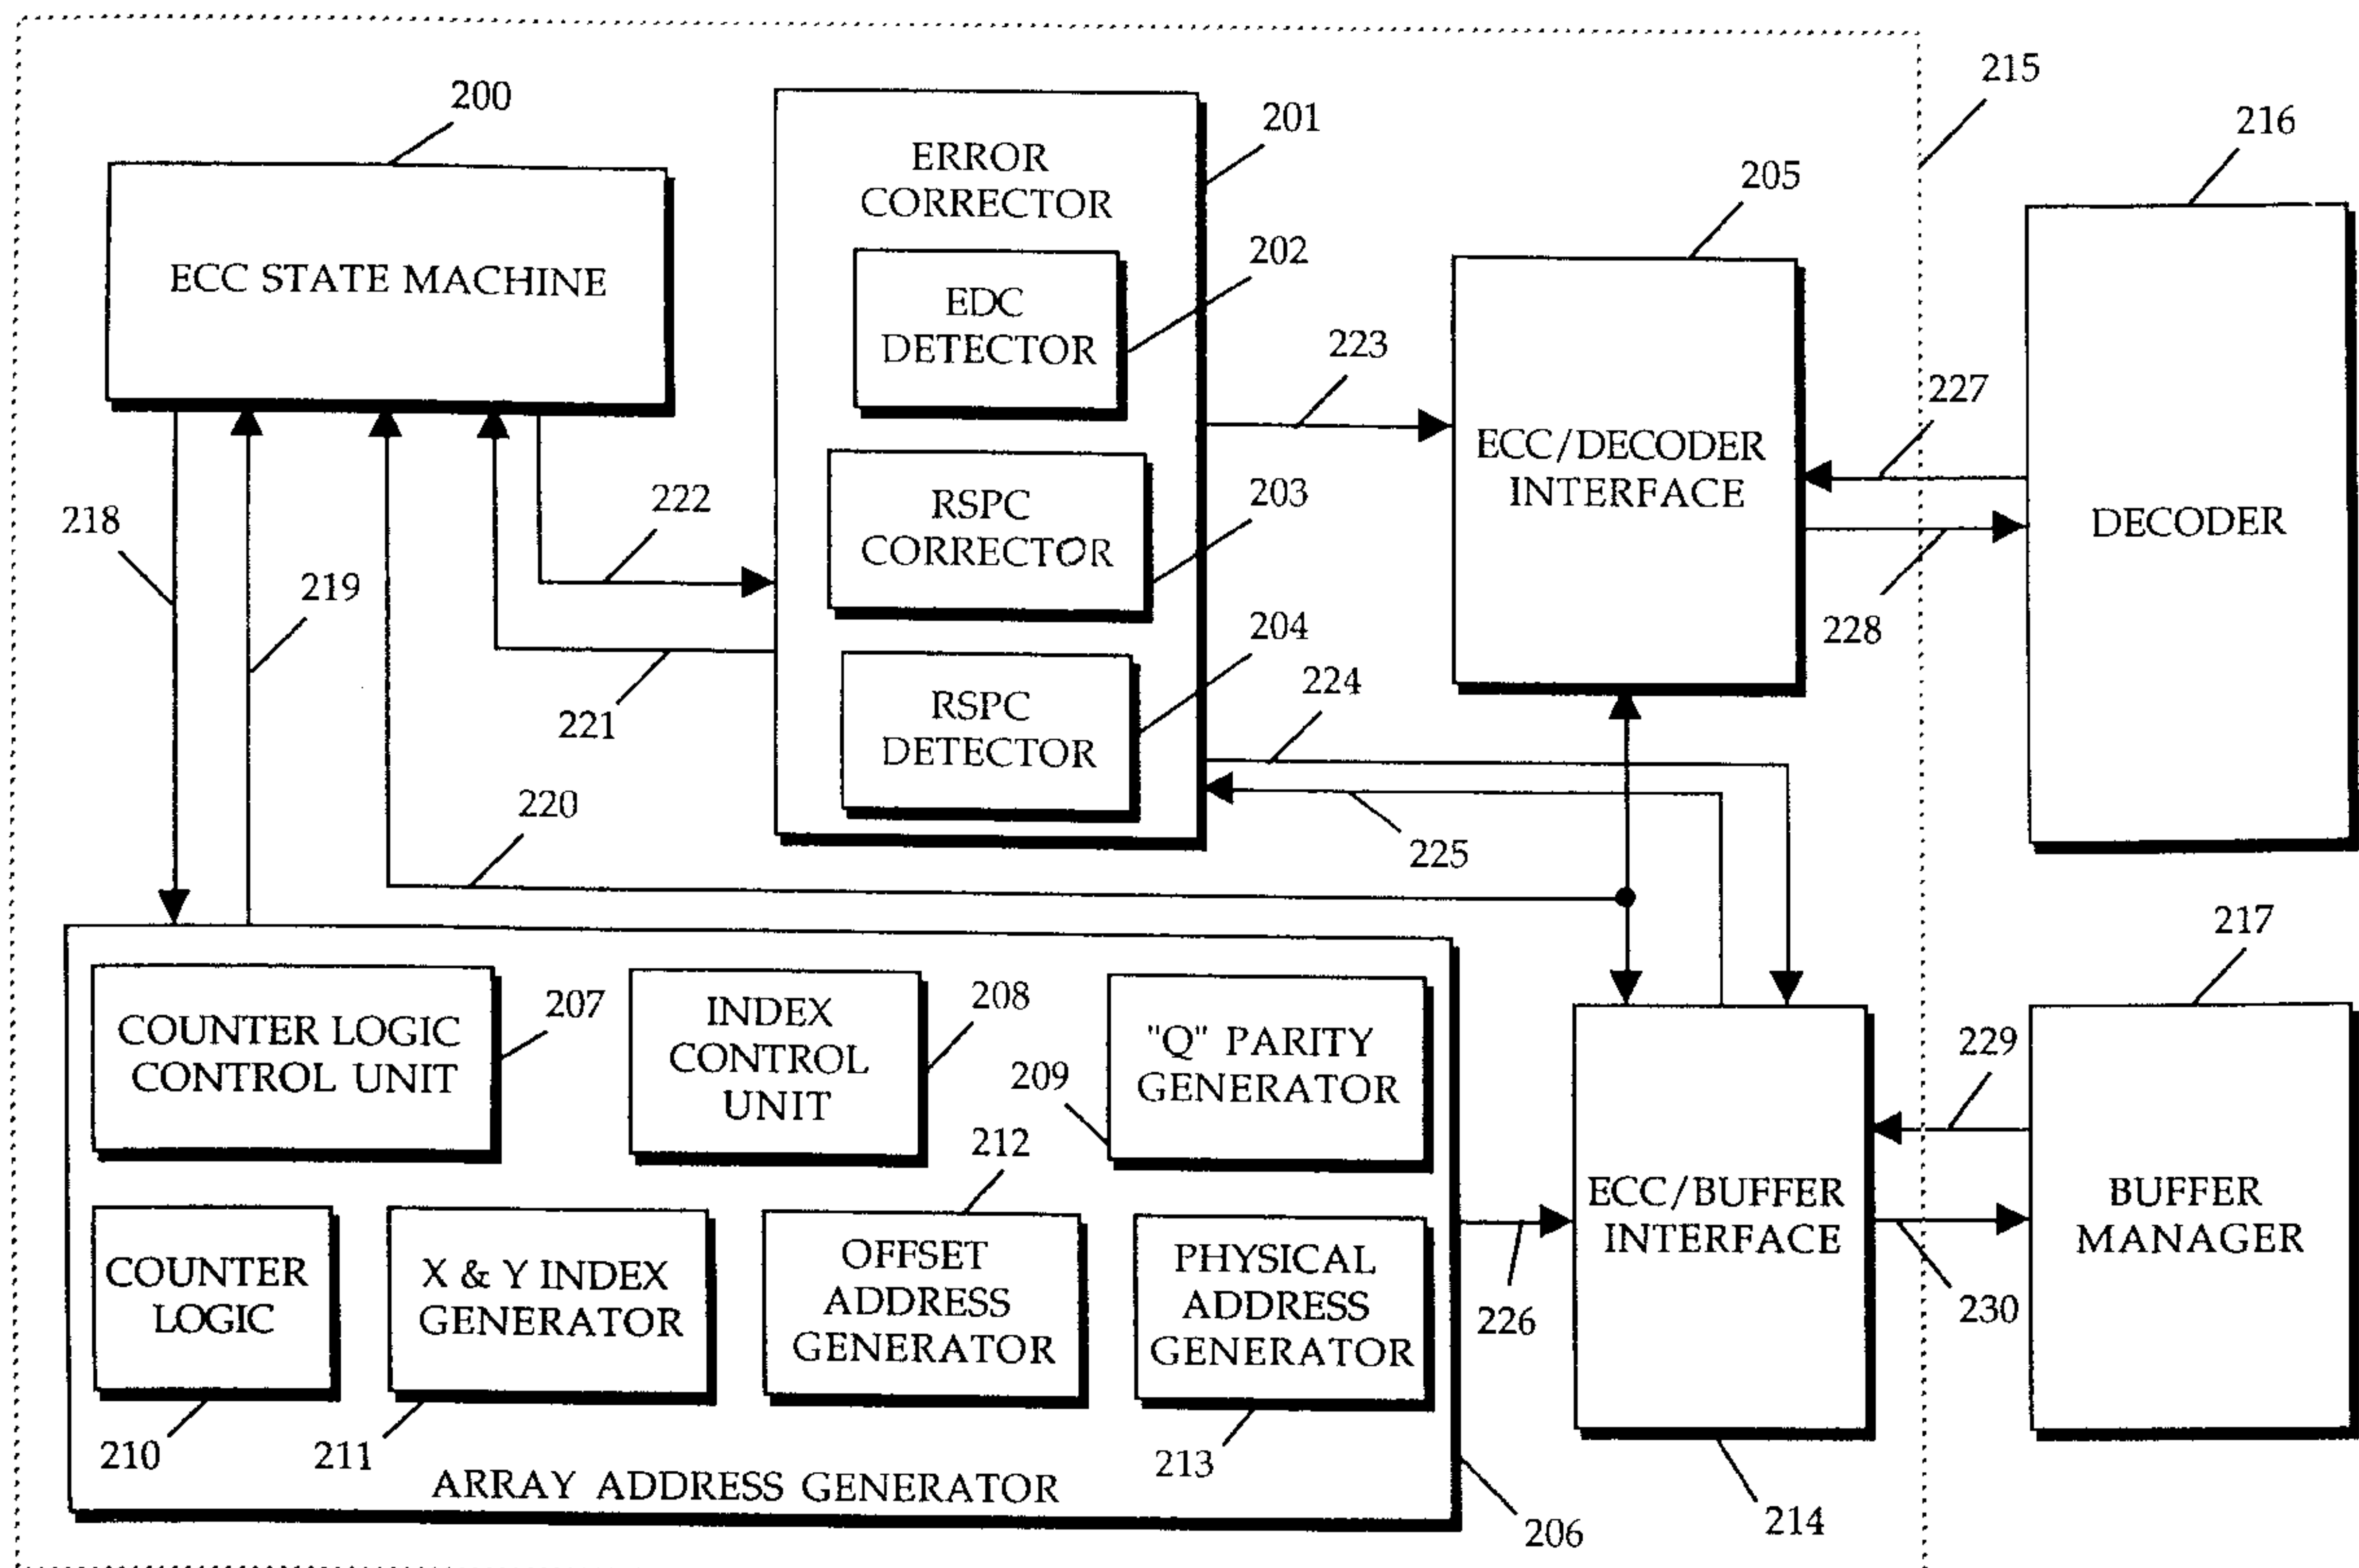 215
200
201
216
ERROR
CORRECTOR
205
202
ECC STATE MACHINE
EDC
DETECTOR
223
227
ECC/DECODER
INTERFACE
222
RSPC
CORRECTOR
203
DECODER
218
219
204
228
224
221
RSPC
DETECTOR
220
225
217
COUNTER LOGIC
CONTROL UNIT
207
INDEX
CONTROL
UNIT
208
209
"Q" PARITY
GENERATOR
229
212
COUNTER
LOGIC
X & Y INDEX
GENERATOR
OFFSET
ADDRESS
GENERATOR
PHYSICAL
ADDRESS
GENERATOR
ECC/BUFFER
INTERFACE
BUFFER
MANAGER
226
230
210
211
213
ARRAY ADDRESS GENERATOR
206
214